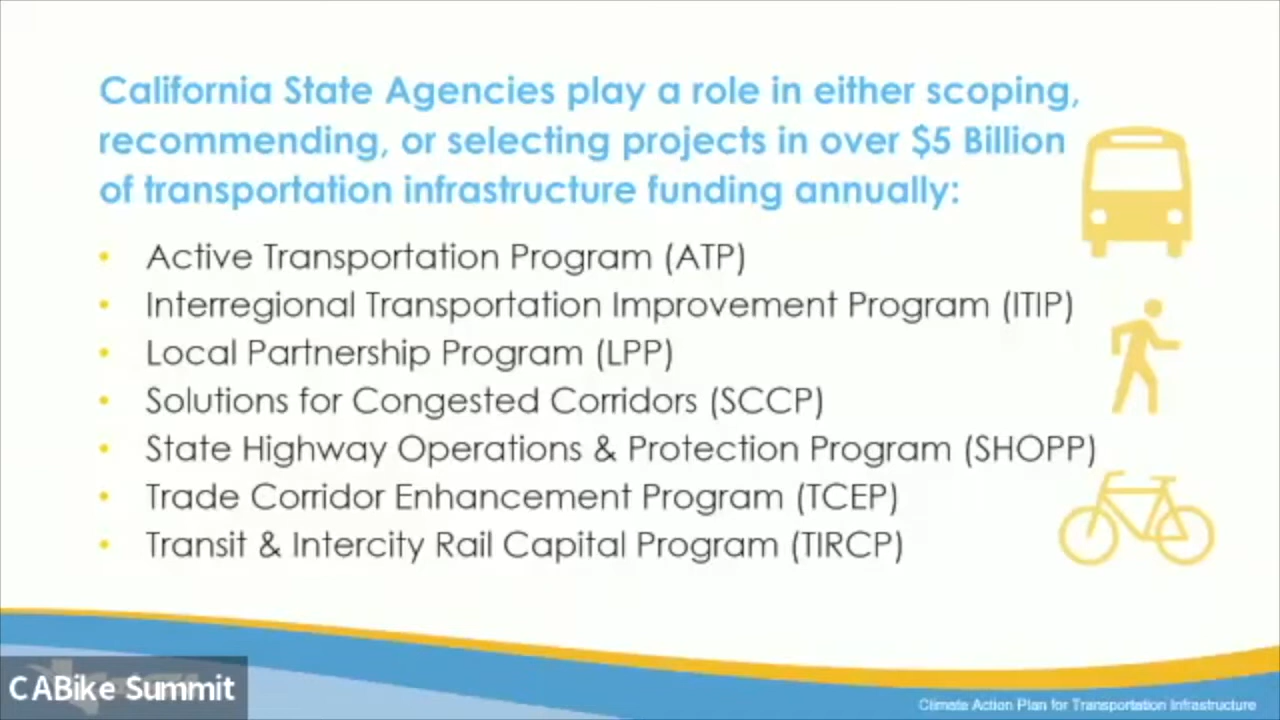 California State Agencies play a role in either scoping,
recommending, or selecting projects in over $5 Billion
of transportation infrastructure funding annually:
• Active Transportation Program (ATP)
• Interregional Transportation Improvement Program (ITIP)
• Local Partnership Program (LPP)
• Solutions for Congested Corridors (SCCP)
• State Highway Operations & Protection Program (SHOPP)
• Trade Corridor Enhancement Program (TCEP)
• Transit & Intercity Rail Capital Program (TIRCP)
CABike Summit
Climate Action Plan for Transportation Infrastructure